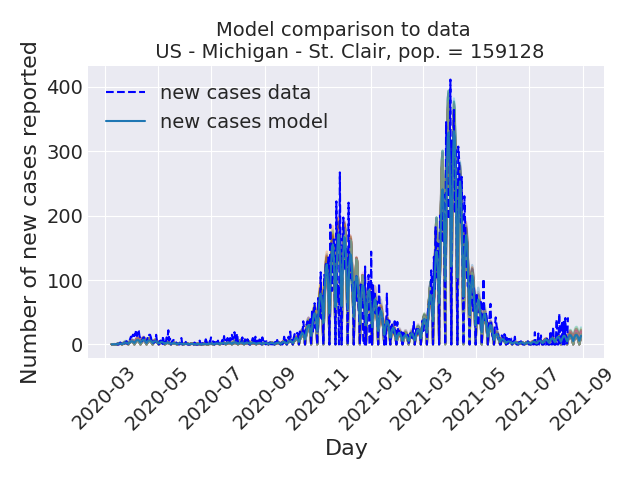 Model comparison to data
US - Michigan - St. Clair, pop. = 159128
Number of new cases reported
400
300
200
100
0
new cases data
new cases model
2020-03
2020-05
2020-07
2020-09
2020-11
2021-01
2021-03
2021-05
2021-07
2021-09
Day